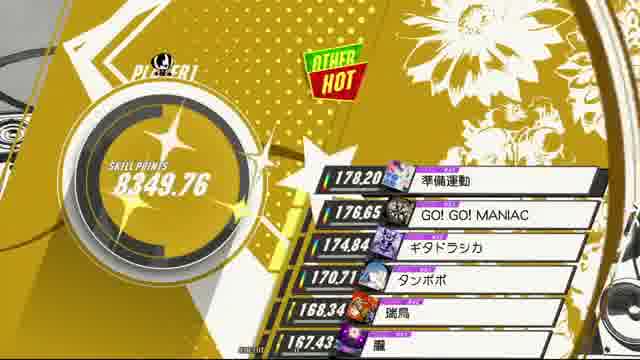 PLAYER1
OTHER
HOT
SKILL POINTS
8349.76
178,20 準備運動
176,65 GO! GO! MANIAC
174,84 ギタドラシカ
170,71 タンポポ
168,34 瑞鳥
167,43 朧